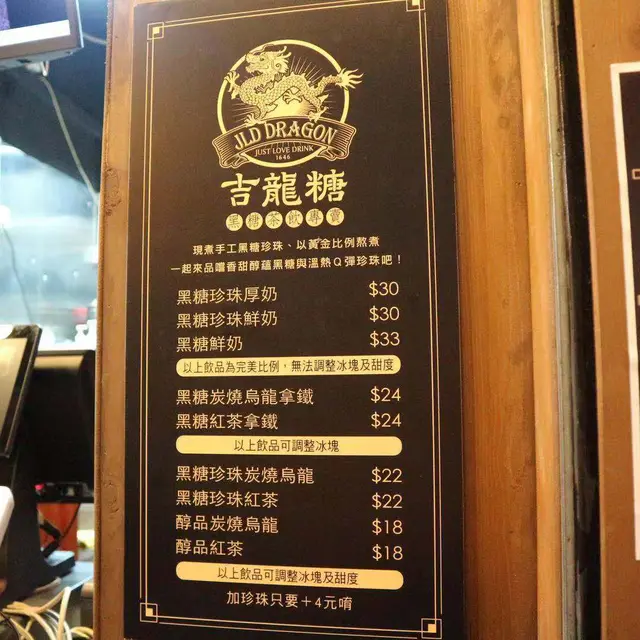 JLD DRAGON
JUST LOVE DRINK
1646
吉龍糖
黑糖茶飲專賣
現煮手工黑糖珍珠、以黃金比例熬煮
一起來品嚐香甜醇蘊黑糖與溫熱Q彈珍珠吧！
黑糖珍珠厚奶 $30
黑糖珍珠鮮奶 $30
黑糖鮮奶 $33
以上飲品為完美比例，無法調整冰塊及甜度
黑糖炭燒烏龍拿鐵 $24
黑糖紅茶拿鐵 $24
以上飲品可調整冰塊
黑糖珍珠炭燒烏龍 $22
黑糖珍珠紅茶 $22
醇品炭燒烏龍 $18
醇品紅茶 $18
以上飲品可調整冰塊及甜度
加珍珠只要＋4元唷